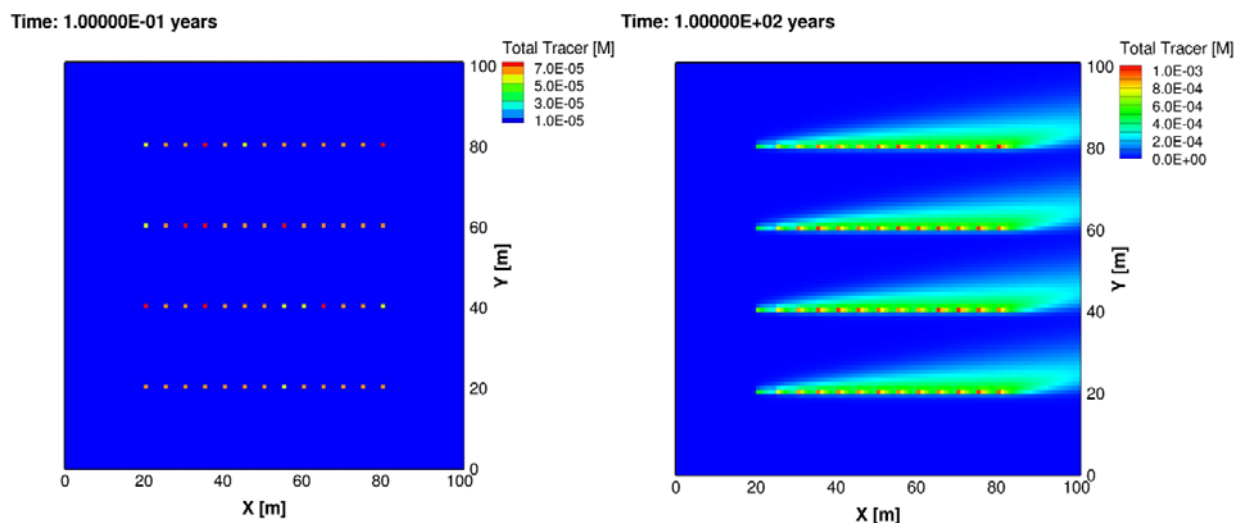 Time: 1.00000E-01 years
Total Tracer [M]
7.0E-05
5.0E-05
3.0E-05
1.0E-05
100
80
60
40
20
0
Y [m]
0 20 40 60 80 100
X [m]
Time: 1.00000E+02 years
Total Tracer [M]
1.0E-03
8.0E-04
6.0E-04
4.0E-04
2.0E-04
0.0E+00
100
80
60
40
20
0
Y [m]
0 20 40 60 80 100
X [m]